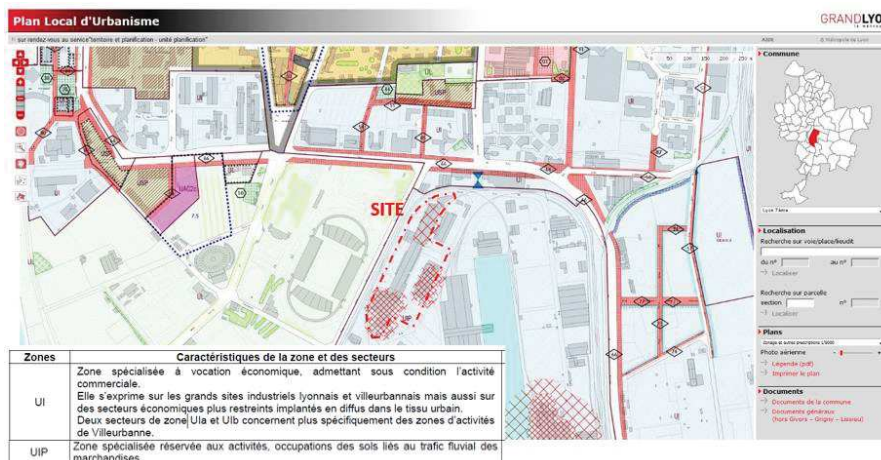 Plan Local d'Urbanisme
GRANDLYON
sur rendez-vous au service"territoire et planification - unité planification"
Commune
SITE
UI
UIP
Lyon 7ème
Localisation
Recherche sur voie/place/lieudit
du n° au n°
Localiser
Recherche sur parcelle
section n°
Localiser
Plans
Photo aérienne
Légende (pdf)
Imprimer le plan
Documents
Documents de la commune
Documents généraux
(hors Givors - Grigny - Lissieu)
Zones Caractéristiques de la zone et des secteurs
UI
Zone spécialisée à vocation économique, admettant sous condition l'activité
commerciale.
Elle s'exprime sur les grands sites industriels lyonnais et villeurbannais mais aussi sur
des secteurs économiques plus restreints implantés en diffus dans le tissu urbain.
Deux secteurs de zone UIa et UIb concernent plus spécifiquement des zones d'activités
de Villeurbanne.
UIP
Zone spécialisée réservée aux activités, occupations des sols liés au trafic fluvial des
marchandises